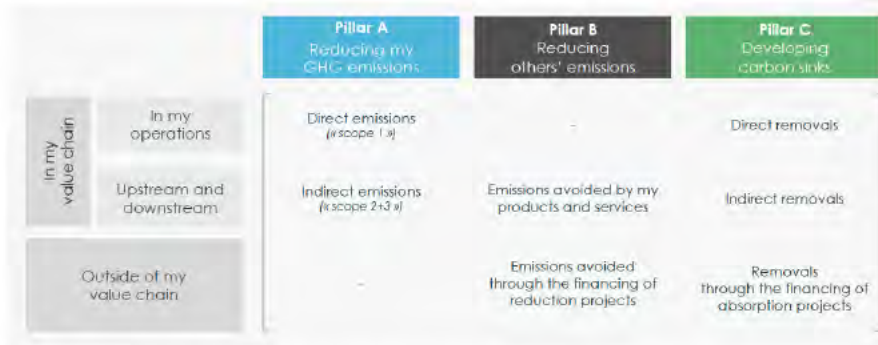 Pillar A
Reducing my
GHG emissions
Pillar B
Reducing
others' emissions
Pillar C
Developing
carbon sinks
In my
value chain
In my
operations
Direct emissions
(« scope 1 »)
-
Direct removals
Upstream and
downstream
Indirect emissions
(« scope 2+3 »)
Emissions avoided by my
products and services
Indirect removals
Outside of my
value chain
-
Emissions avoided
through the financing of
reduction projects
Removals
through the financing of
absorption projects